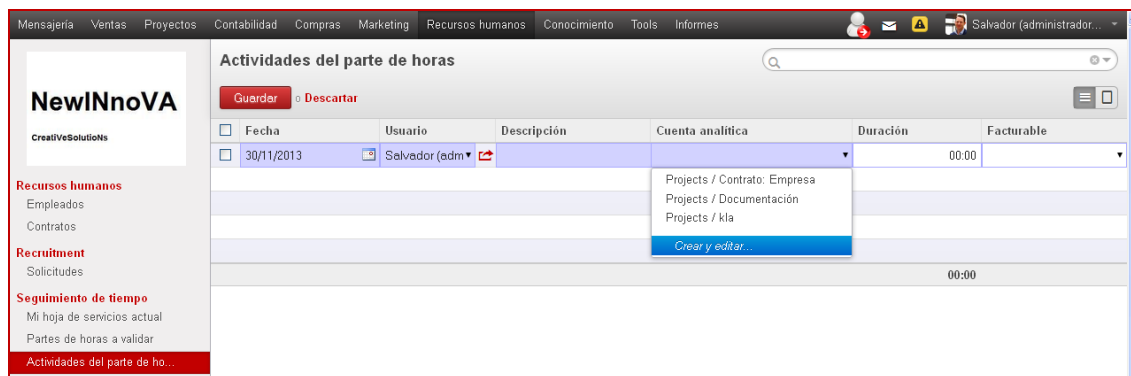 Mensajería Ventas Proyectos Contabilidad Compras Marketing Recursos humanos Conocimiento Tools Informes Salvador (administrador...
NewINnoVA
CreatiVeSolutioNs
Actividades del parte de horas
Guardar o Descartar
Fecha Usuario Descripción Cuenta analítica Duración Facturable
30/11/2013 Salvador (adm 00:00
Projects / Contrato: Empresa
Projects / Documentación
Projects / kla
Crear y editar...
00:00
Recursos humanos
Empleados
Contratos
Recruitment
Solicitudes
Seguimiento de tiempo
Mi hoja de servicios actual
Partes de horas a validar
Actividades del parte de ho...